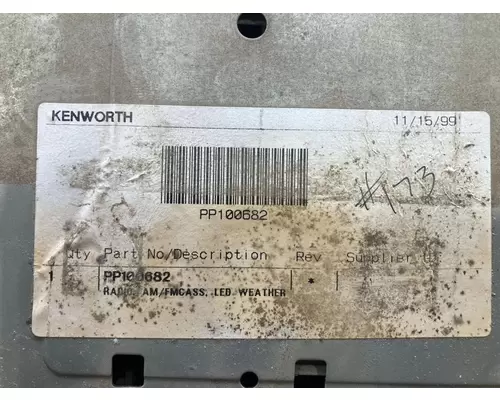 KENWORTH 11/15/99
#173
PP100682
Qty Part No/Description Rev Supplier
1 PP100682 *
RADIO, AM/FMCASS, LED, WEATHER